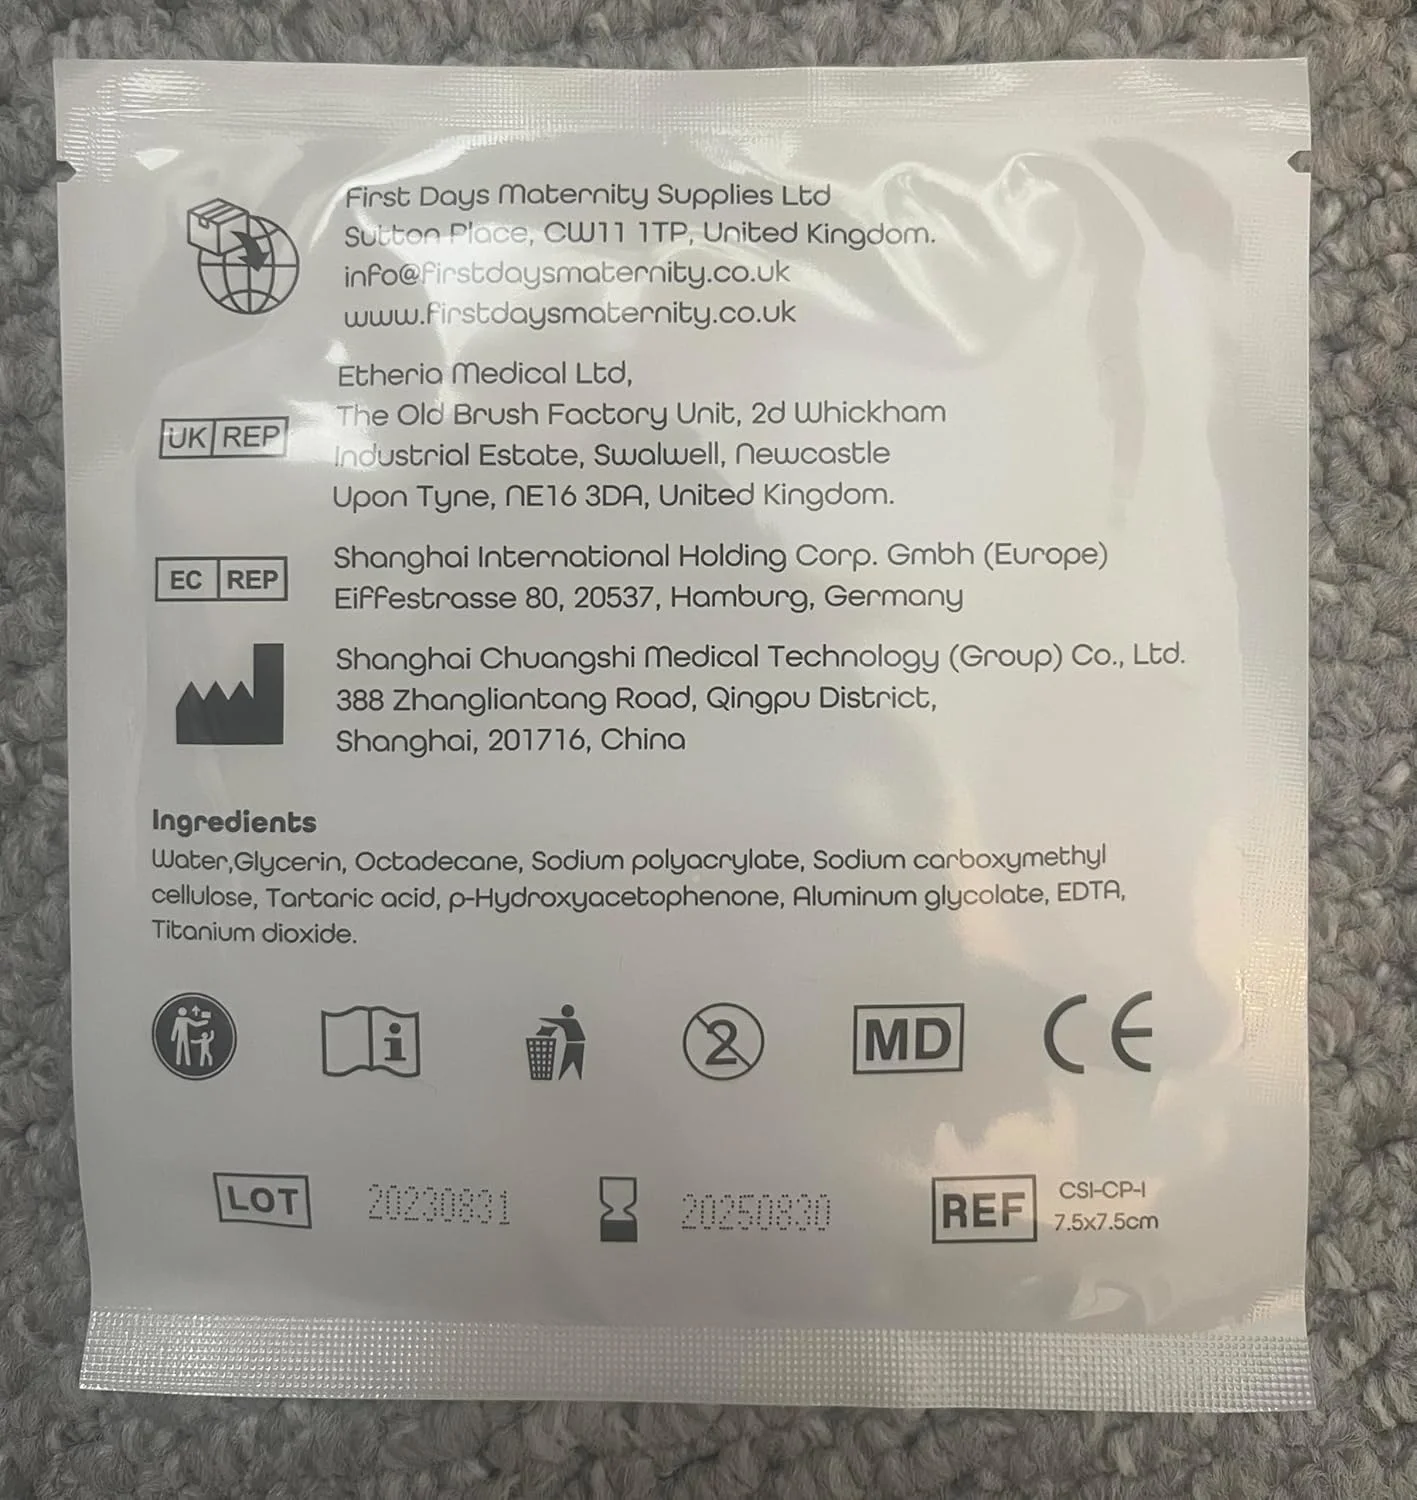 First Days Maternity Supplies Ltd
Sutton Place, CW11 1TP, United Kingdom.
info@firstdaysmaternity.co.uk
www.firstdaysmaternity.co.uk
Etheria Medical Ltd,
UK REP
The Old Brush Factory Unit, 2d Whickham
Industrial Estate, Swalwell, Newcastle
Upon Tyne, NE16 3DA, United Kingdom.
EC REP
Shanghai International Holding Corp. Gmbh (Europe)
Eiffestrasse 80, 20537, Hamburg, Germany
Shanghai Chuangshi Medical Technology (Group) Co., Ltd.
388 Zhangliantang Road, Qingpu District,
Shanghai, 201716, China
Ingredients
Water,Glycerin, Octadecane, Sodium polyacrylate, Sodium carboxymethyl
cellulose, Tartaric acid, p-Hydroxyacetophenone, Aluminum glycolate, EDTA,
Titanium dioxide.
2 MD CE
LOT 20230831 20250830 REF CSI-CP-I
7.5x7.5cm